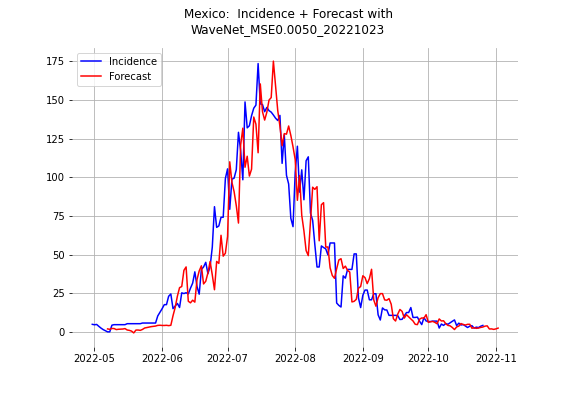 Mexico:  Incidence + Forecast with
WaveNet_MSE0.0050_20221023
Incidence
Forecast
175
150
125
100
75
50
25
0
2022-05 2022-06 2022-07 2022-08 2022-09 2022-10 2022-11